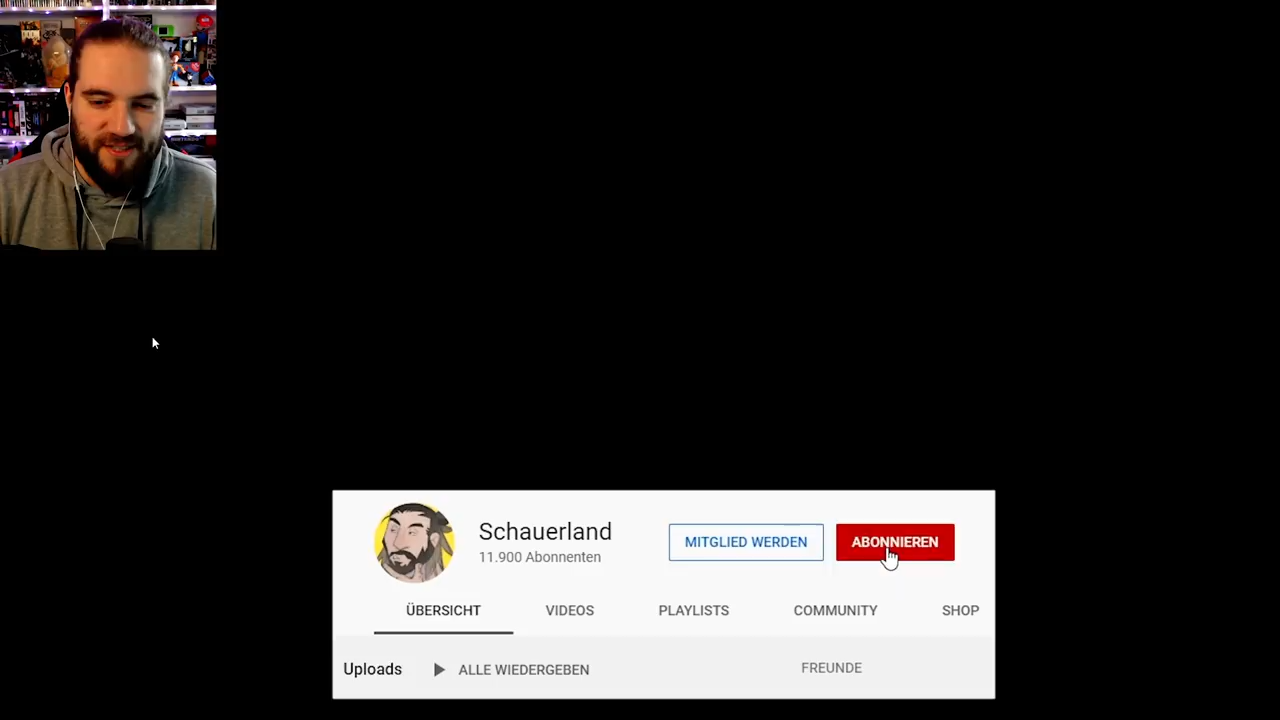 Schauerland
11.900 Abonnenten
MITGLIED WERDEN
ABONNIEREN
ÜBERSICHT VIDEOS PLAYLISTS COMMUNITY SHOP
Uploads ALLE WIEDERGEBEN FREUNDE